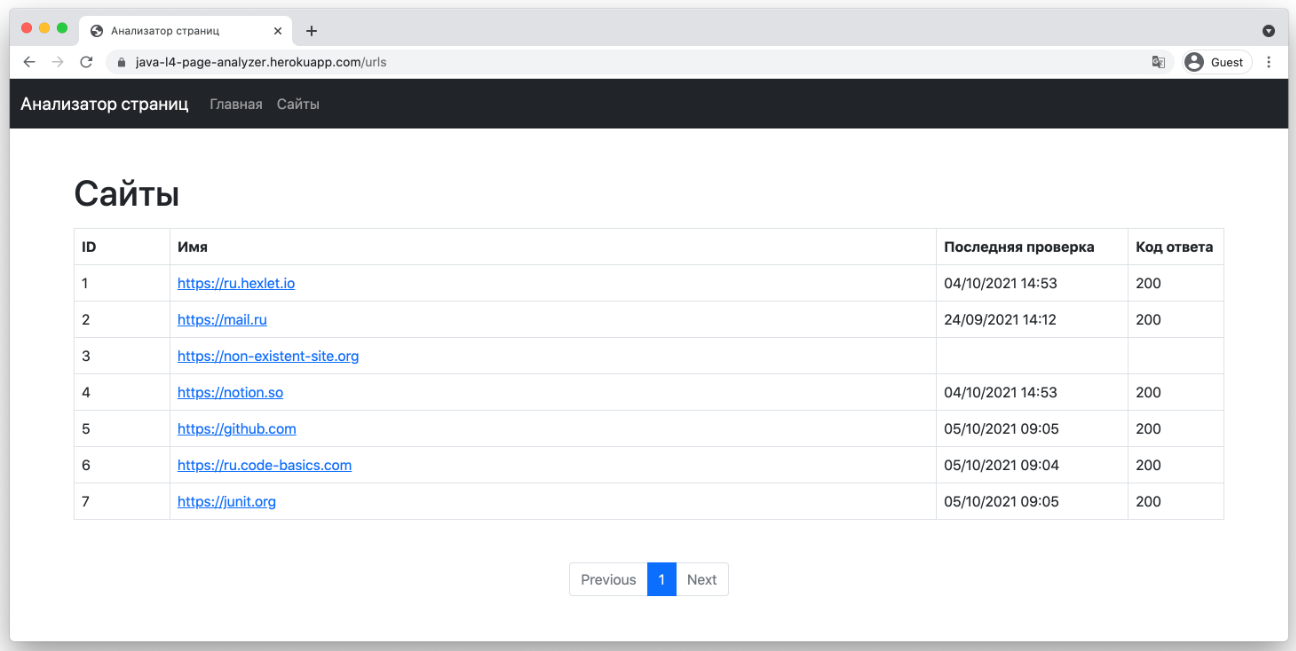 Анализатор страниц
java-l4-page-analyzer.herokuapp.com/urls
Guest
Анализатор страниц Главная Сайты
Сайты
ID Имя Последняя проверка Код ответа
1 https://ru.hexlet.io 04/10/2021 14:53 200
2 https://mail.ru 24/09/2021 14:12 200
3 https://non-existent-site.org
4 https://notion.so 04/10/2021 14:53 200
5 https://github.com 05/10/2021 09:05 200
6 https://ru.code-basics.com 05/10/2021 09:04 200
7 https://junit.org 05/10/2021 09:05 200
Previous 1 Next